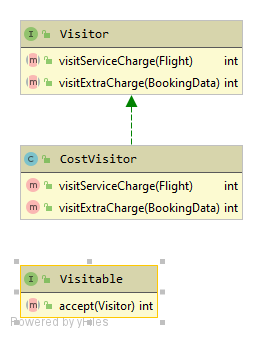 I Visitor
m visitServiceCharge(Flight) int
m visitExtraCharge(BookingData) int
C CostVisitor
m visitServiceCharge(Flight) int
m visitExtraCharge(BookingData) int
I Visitable
m accept(Visitor) int
Powered by yFiles